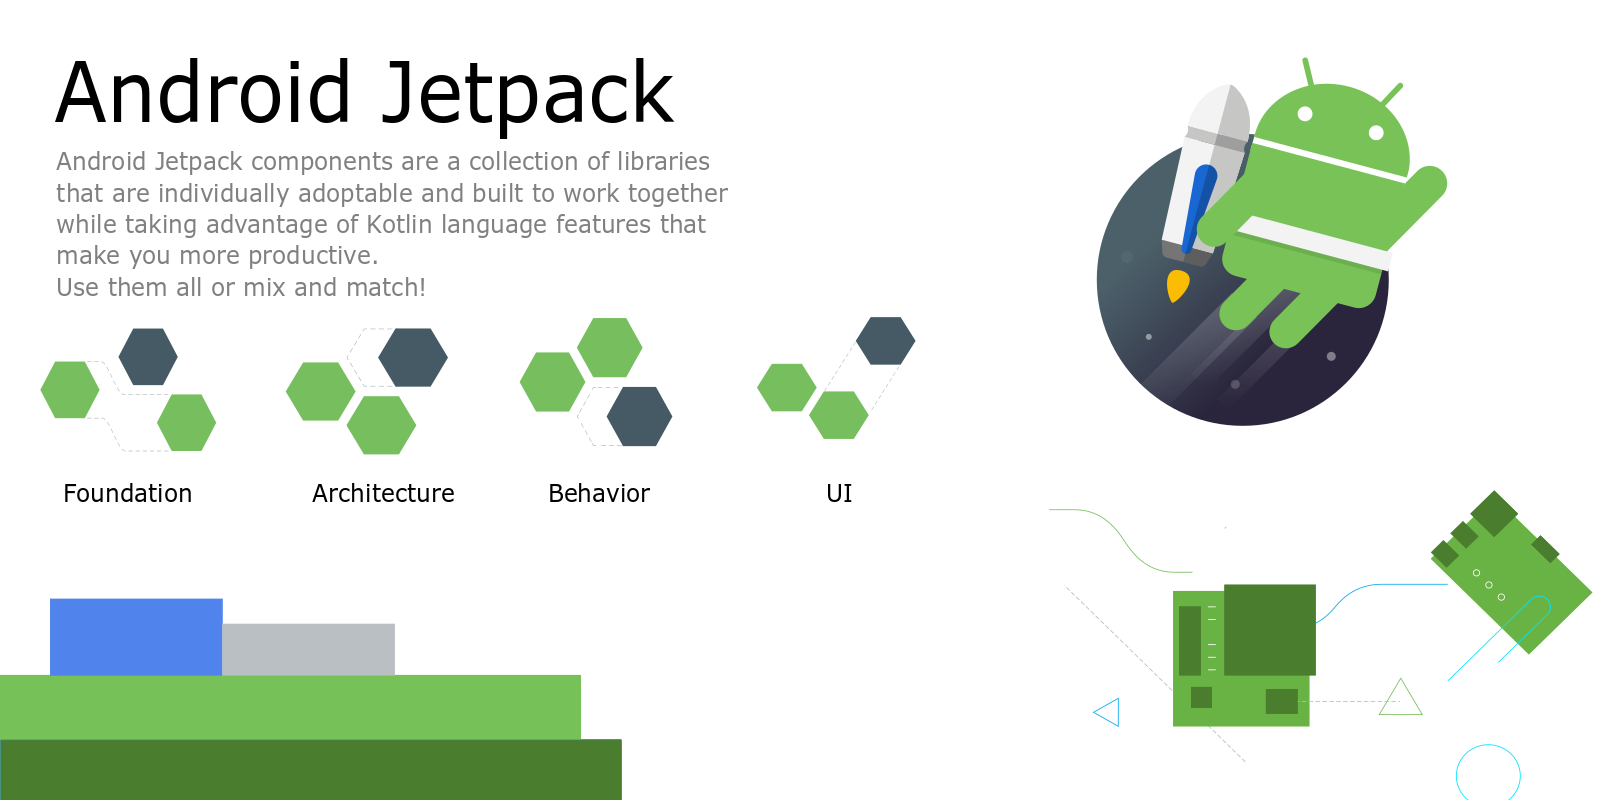 Android Jetpack
Android Jetpack components are a collection of libraries
that are individually adoptable and built to work together
while taking advantage of Kotlin language features that
make you more productive.
Use them all or mix and match!
Foundation
Architecture
Behavior
UI